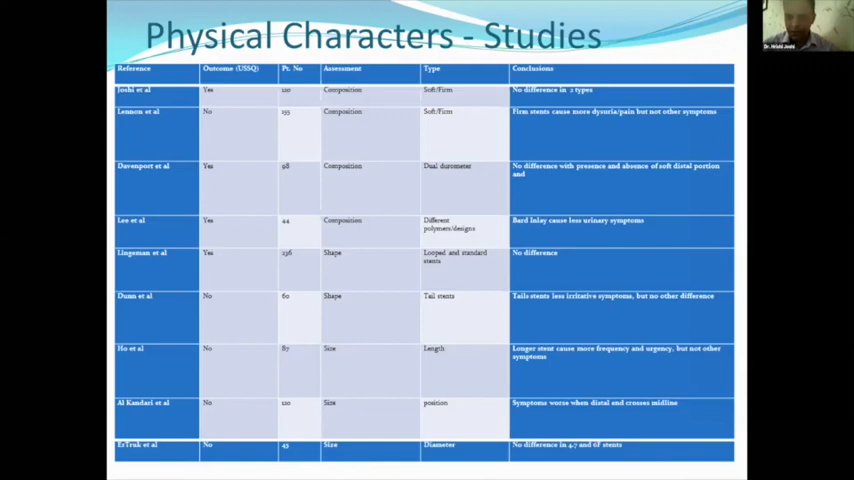 Physical Characters - Studies
Dr. Hrishi Joshi
Reference Outcome (USSQ) Pt. No Assessment Type Conclusions
Joshi et al Yes 120 Composition Soft/Firm No difference in 2 types
Lennon et al No 155 Composition Soft/Firm Firm stents cause more dysuria/pain but not other symptoms
Davenport et al Yes 98 Composition Dual durometer No difference with presence and absence of soft distal portion
and
Lee et al Yes 44 Composition Different Bard Inlay cause less urinary symptoms
polymers/designs
Lingeman et al Yes 236 Shape Looped and standard No difference
stents
Dunn et al No 60 Shape Tail stents Tails stents less irritative symptoms, but no other difference
Ho et al No 87 Size Length Longer stent cause more frequency and urgency, but not other
symptoms
Al Kandari et al No 120 Size position Symptoms worse when distal end crosses midline
ErTruk et al No 45 Size Diameter No difference in 4.7 and 6F stents